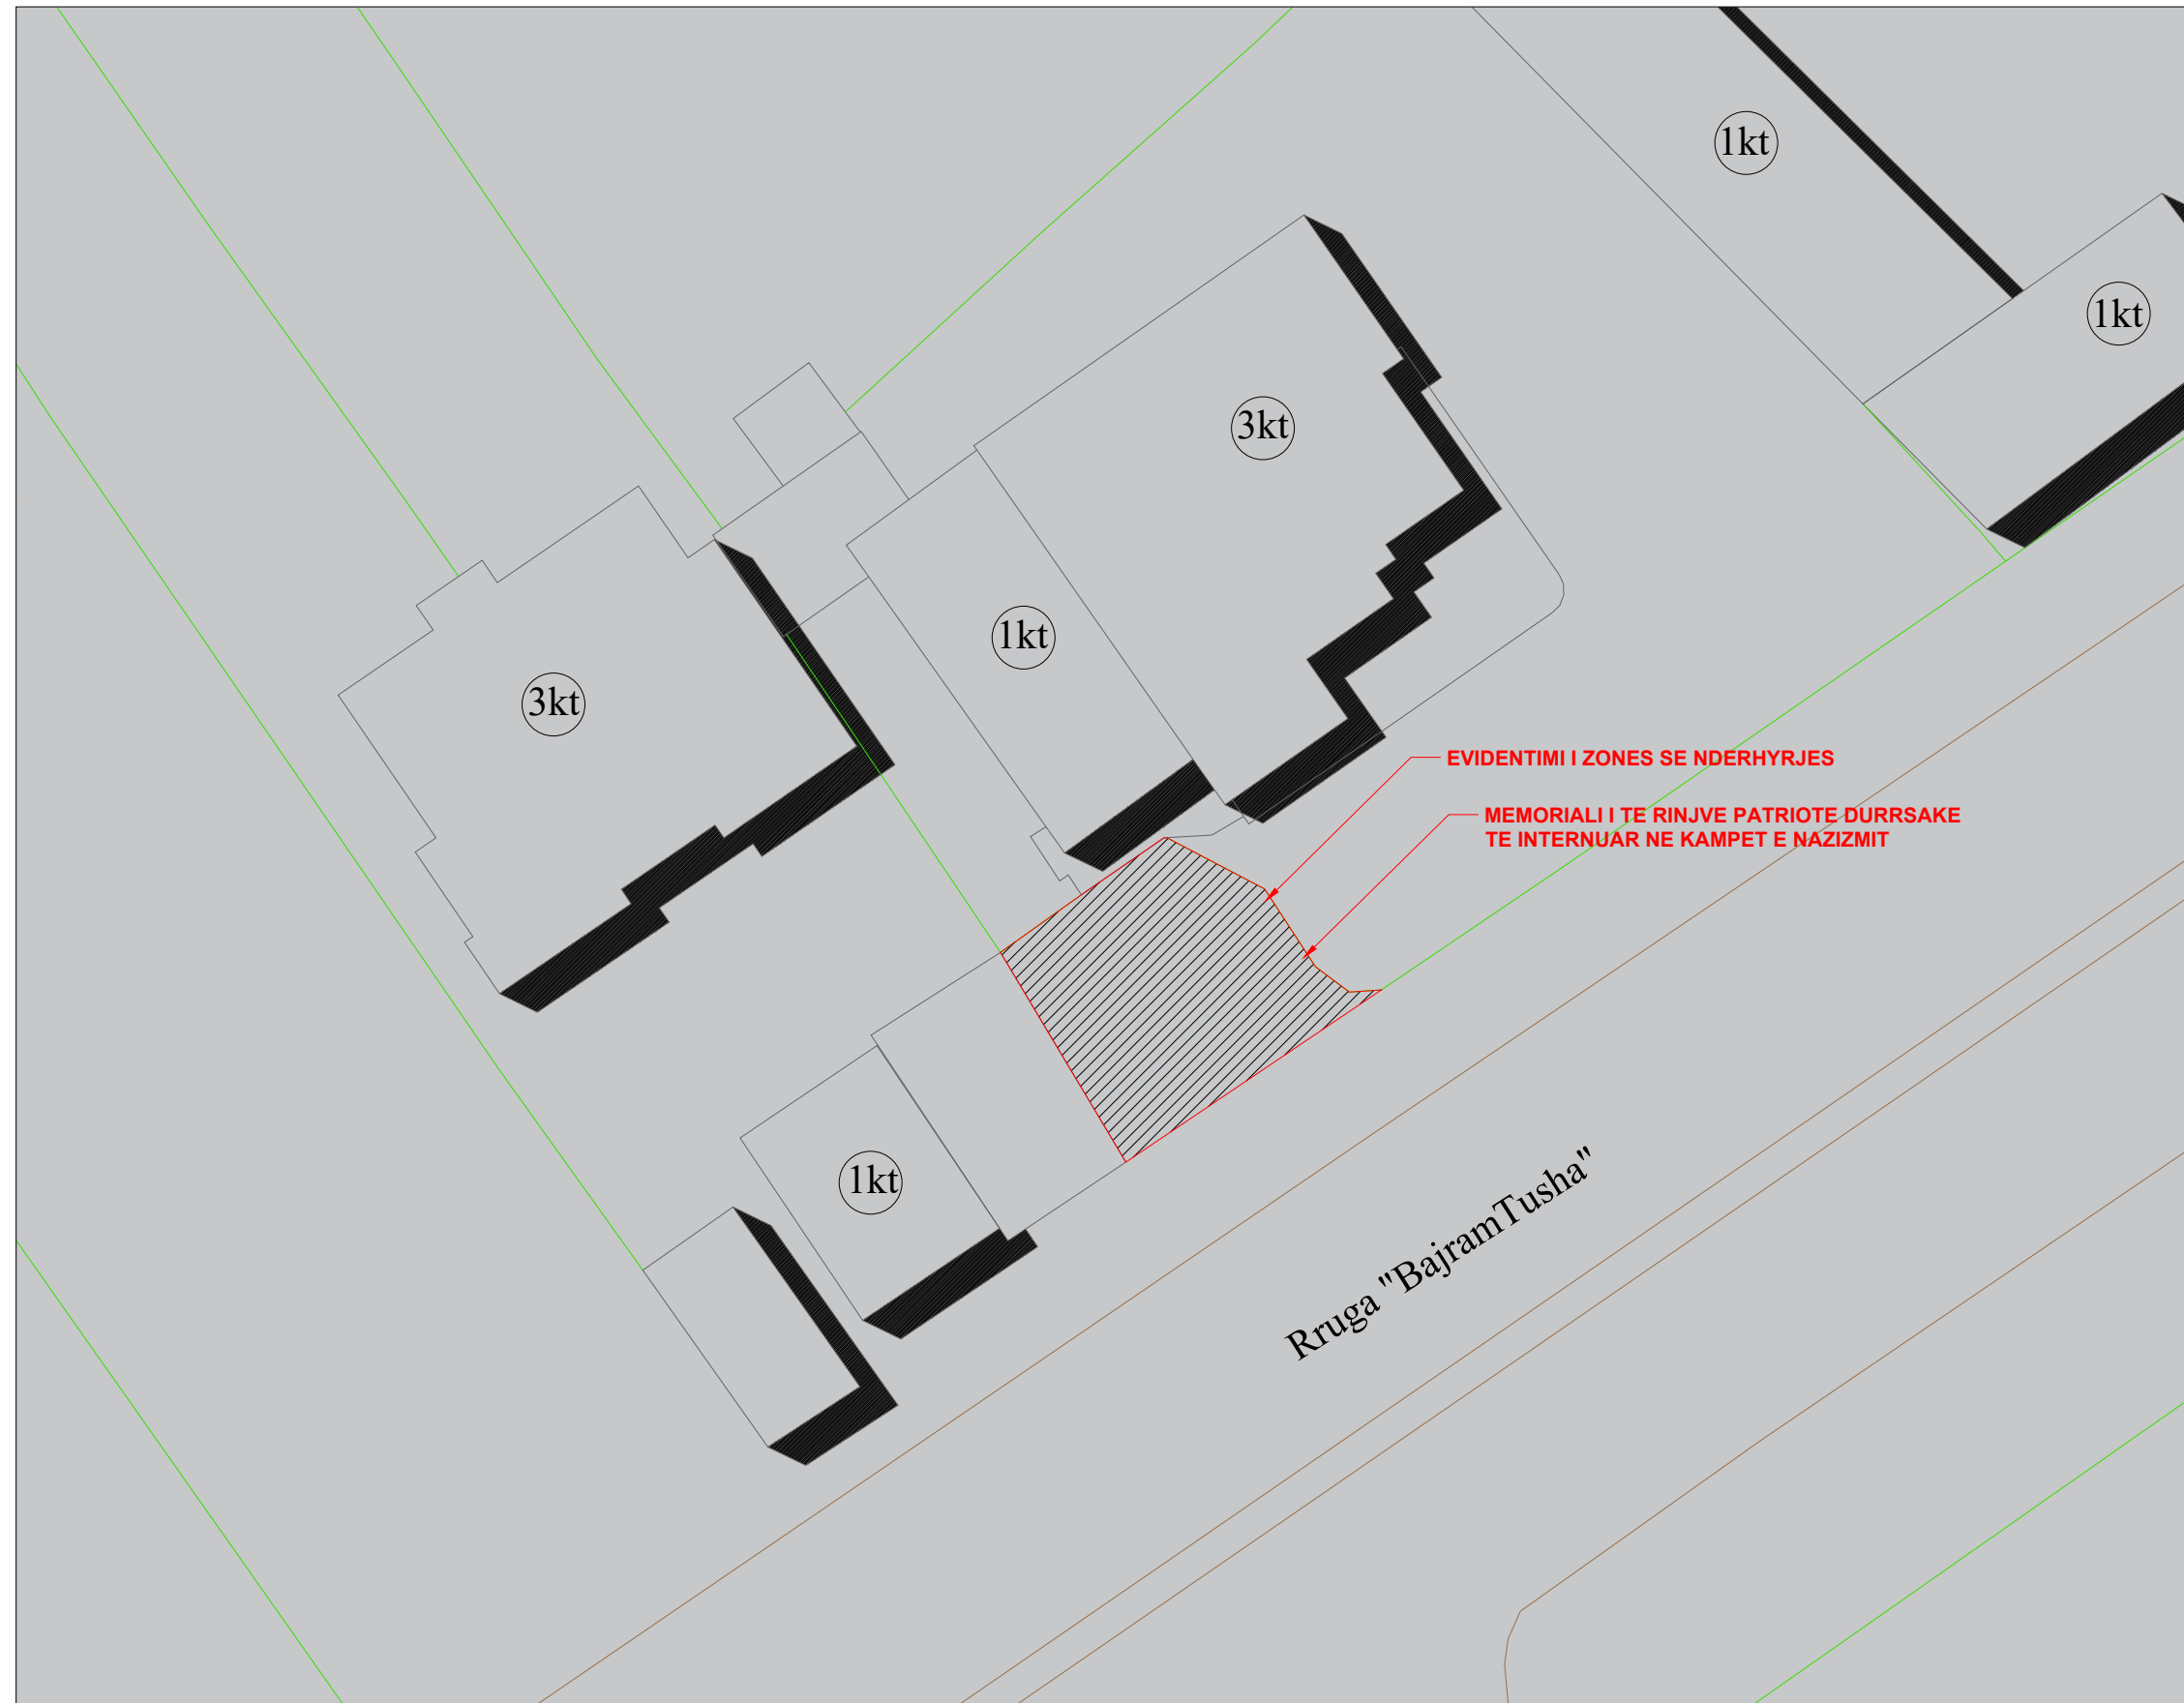 1kt
1kt
3kt
1kt
3kt
EVIDENTIMI I ZONES SE NDERHYRJES
MEMORIALI I TE RINJVE PATRIOTE DURRSAKE
TE INTERNUAR NE KAMPET E NAZIZMIT
1kt
Rruga "BajramTusha"